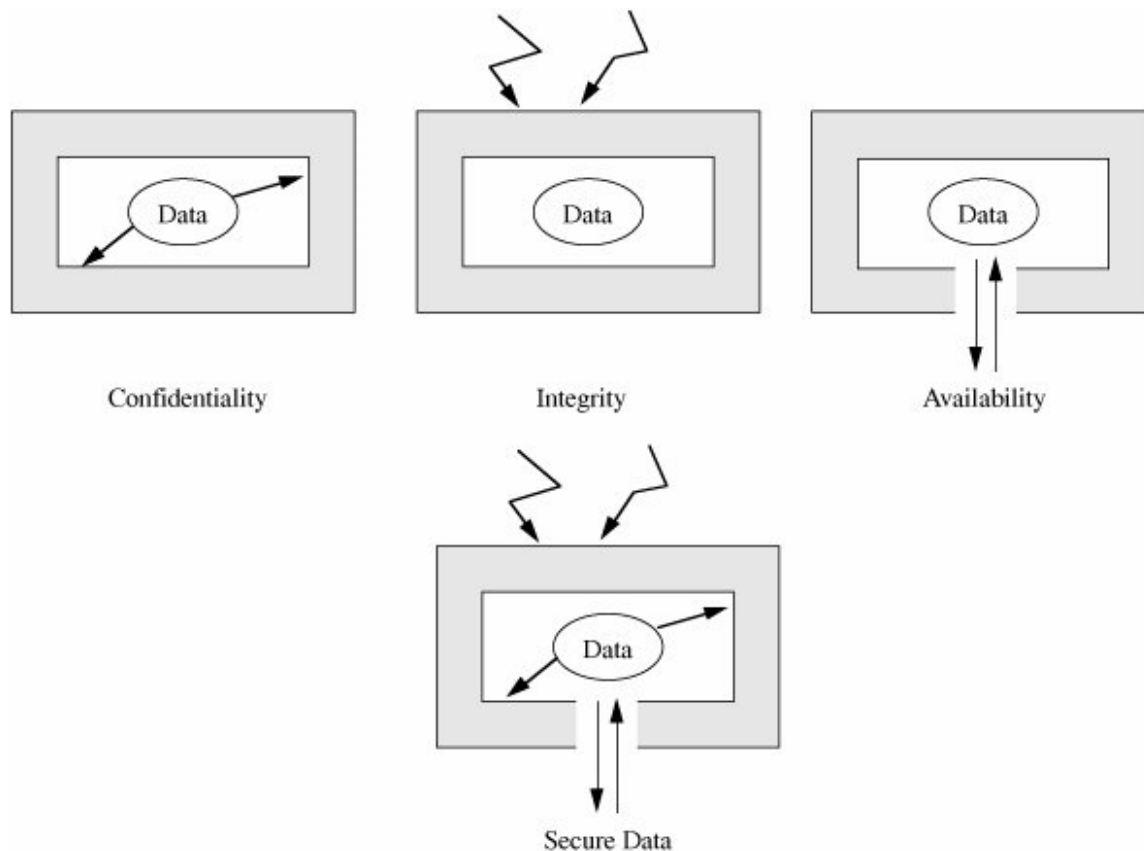 Data
Data
Data
Confidentiality
Integrity
Availability
Data
Secure Data